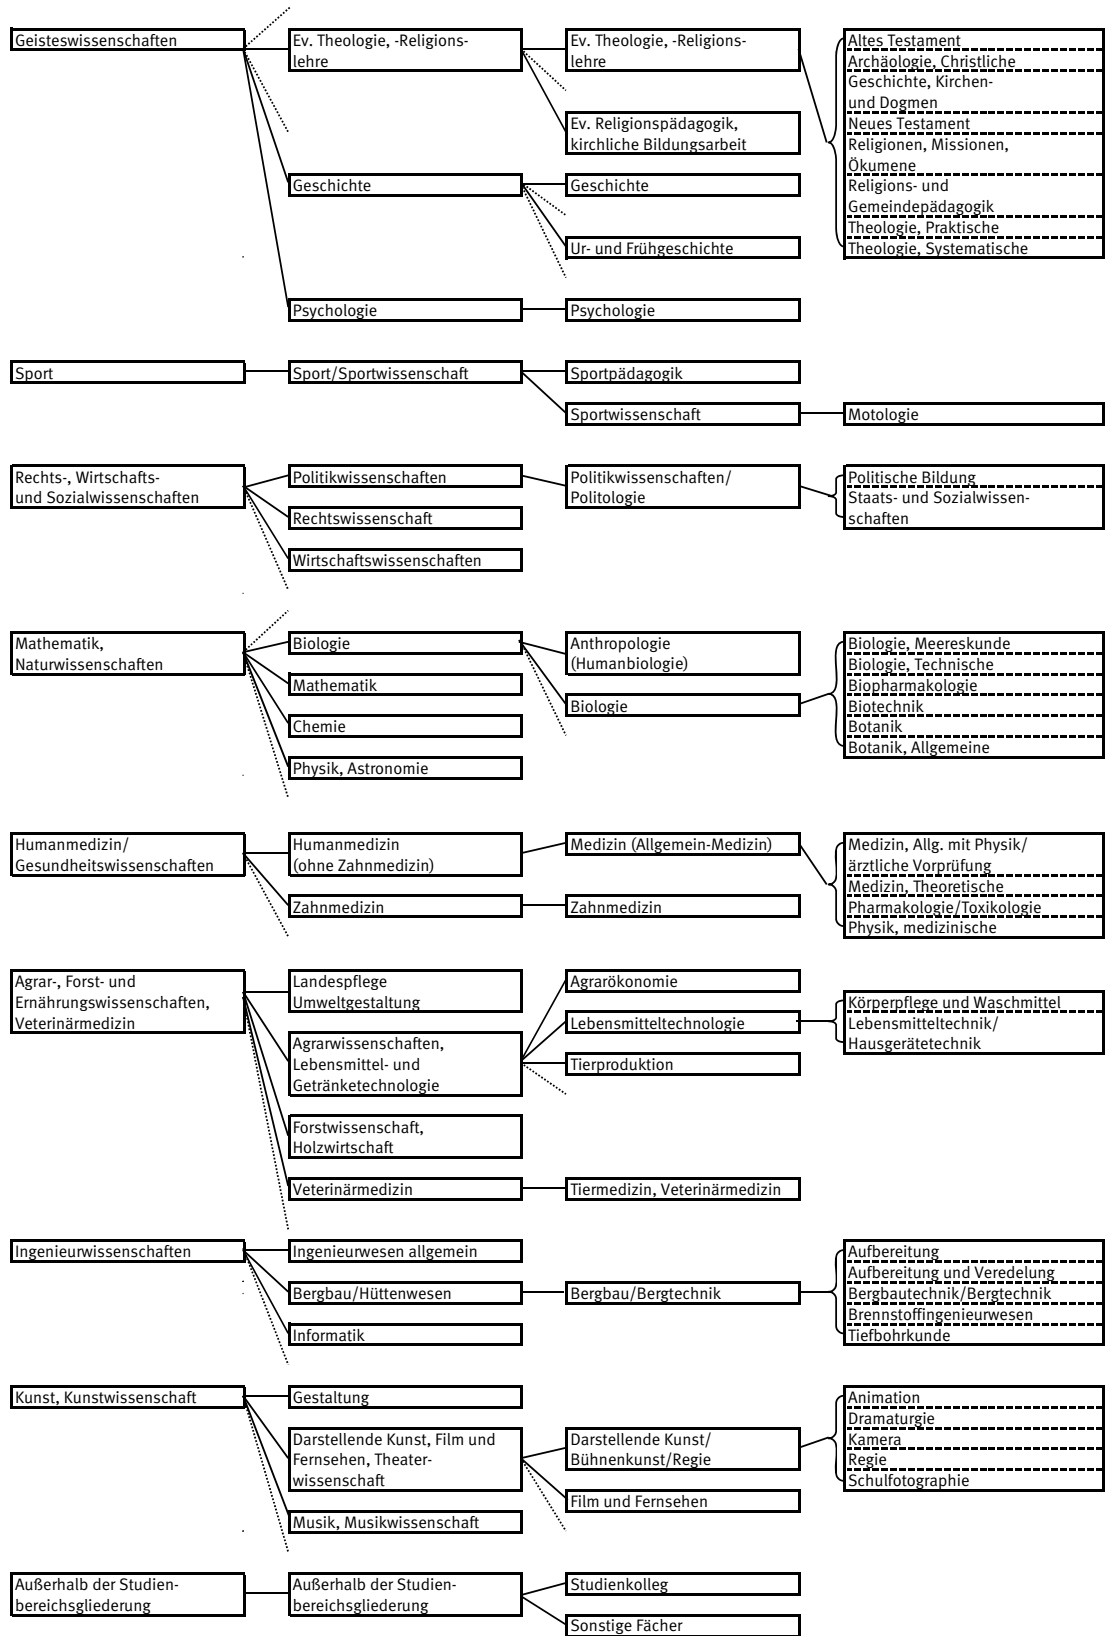 Geisteswissenschaften
Ev. Theologie, -Religions-
lehre
Ev. Theologie, -Religions-
lehre
Altes Testament
Archäologie, Christliche
Geschichte, Kirchen-
und Dogmen
Neues Testament
Religionen, Missionen,
Ökumene
Religions- und
Gemeindepädagogik
Theologie, Praktische
Theologie, Systematische
Ev. Religionspädagogik,
kirchliche Bildungsarbeit
Geschichte
Geschichte
Ur- und Frühgeschichte
Psychologie
Psychologie
Sport
Sport/Sportwissenschaft
Sportpädagogik
Sportwissenschaft
Motologie
Rechts-, Wirtschafts-
und Sozialwissenschaften
Politikwissenschaften
Politikwissenschaften/
Politologie
Politische Bildung
Staats- und Sozialwissen-
schaften
Rechtswissenschaft
Wirtschaftswissenschaften
Mathematik,
Naturwissenschaften
Biologie
Anthropologie
(Humanbiologie)
Biologie, Meereskunde
Biologie, Technische
Biopharmakologie
Biotechnik
Botanik
Botanik, Allgemeine
Mathematik
Biologie
Chemie
Physik, Astronomie
Humanmedizin/
Gesundheitswissenschaften
Humanmedizin
(ohne Zahnmedizin)
Medizin (Allgemein-Medizin)
Medizin, Allg. mit Physik/
ärztliche Vorprüfung
Medizin, Theoretische
Pharmakologie/Toxikologie
Physik, medizinische
Zahnmedizin
Zahnmedizin
Agrar-, Forst- und
Ernährungswissenschaften,
Veterinärmedizin
Landespflege
Umweltgestaltung
Agrarökonomie
Körperpflege und Waschmittel
Lebensmitteltechnik/
Hausgerätetechnik
Agrarwissenschaften,
Lebensmittel- und
Getränketechnologie
Lebensmitteltechnologie
Tierproduktion
Forstwissenschaft,
Holzwirtschaft
Veterinärmedizin
Tiermedizin, Veterinärmedizin
Ingenieurwissenschaften
Ingenieurwesen allgemein
Aufbereitung
Aufbereitung und Veredelung
Bergbautechnik/Bergtechnik
Brennstoffingenieurwesen
Tiefbohrkunde
Bergbau/Hüttenwesen
Bergbau/Bergtechnik
Informatik
Kunst, Kunstwissenschaft
Gestaltung
Animation
Dramaturgie
Kamera
Regie
Schulfotographie
Darstellende Kunst, Film und
Fernsehen, Theater-
wissenschaft
Darstellende Kunst/
Bühnenkunst/Regie
Film und Fernsehen
Musik, Musikwissenschaft
Außerhalb der Studien-
bereichsgliederung
Außerhalb der Studien-
bereichsgliederung
Studienkolleg
Sonstige Fächer